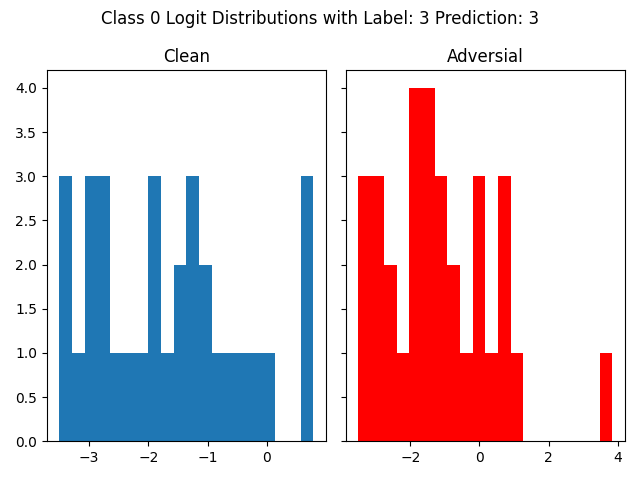 Class 0 Logit Distributions with Label: 3 Prediction: 3
Clean
Adversial
4.0
3.5
3.0
2.5
2.0
1.5
1.0
0.5
0.0
−3 −2 −1 0
−2 0 2 4